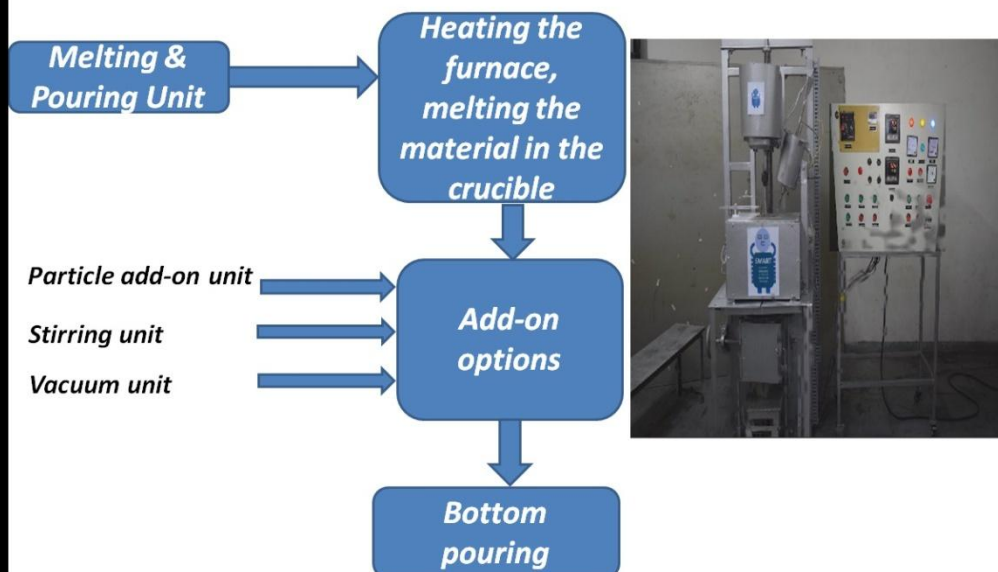 Melting &
Pouring Unit
Heating the
furnace,
melting the
material in the
crucible
Particle add-on unit
Stirring unit
Vacuum unit
Add-on
options
Bottom
pouring